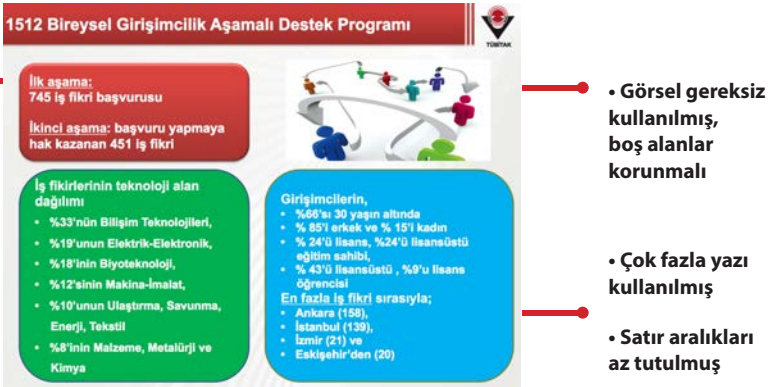 1512 Bireysel Girişimcilik Aşamalı Destek Programı
TÜBİTAK
İlk aşama:
745 iş fikri başvurusu
İkinci aşama: başvuru yapmaya
hak kazanan 451 iş fikri
İş fikirlerinin teknoloji alan
dağılımı
• %33'nün Bilişim Teknolojileri,
• %19'unun Elektrik-Elektronik,
• %18'inin Biyoteknoloji,
• %12'sinin Makina-İmalat,
• %10'unun Ulaştırma, Savunma,
Enerji, Tekstil
• %8'inin Malzeme, Metalürji ve
Kimya
Girişimcilerin,
• %66'sı 30 yaşın altında
• % 85'i erkek ve % 15'i kadın
• % 24'ü lisans, %24'ü lisansüstü
eğitim sahibi,
• % 43'ü lisansüstü , %9'u lisans
öğrencisi
En fazla iş fikri sırasıyla;
• Ankara (158),
• İstanbul (139),
• İzmir (21) ve
• Eskişehir'den (20)
• Görsel gereksiz
kullanılmış,
boş alanlar
korunmalı
• Çok fazla yazı
kullanılmış
• Satır aralıkları
az tutulmuş